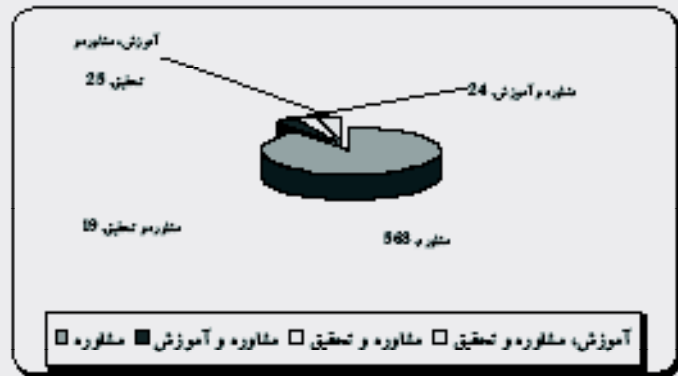 آموزش، مشاوره و
تحقیق، 25
مشاوره و آموزش، 24
مشاوره و تحقیق، 19
مشاوره، 568
مشاوره
مشاوره و آموزش
مشاوره و تحقیق
آموزش، مشاوره و تحقیق